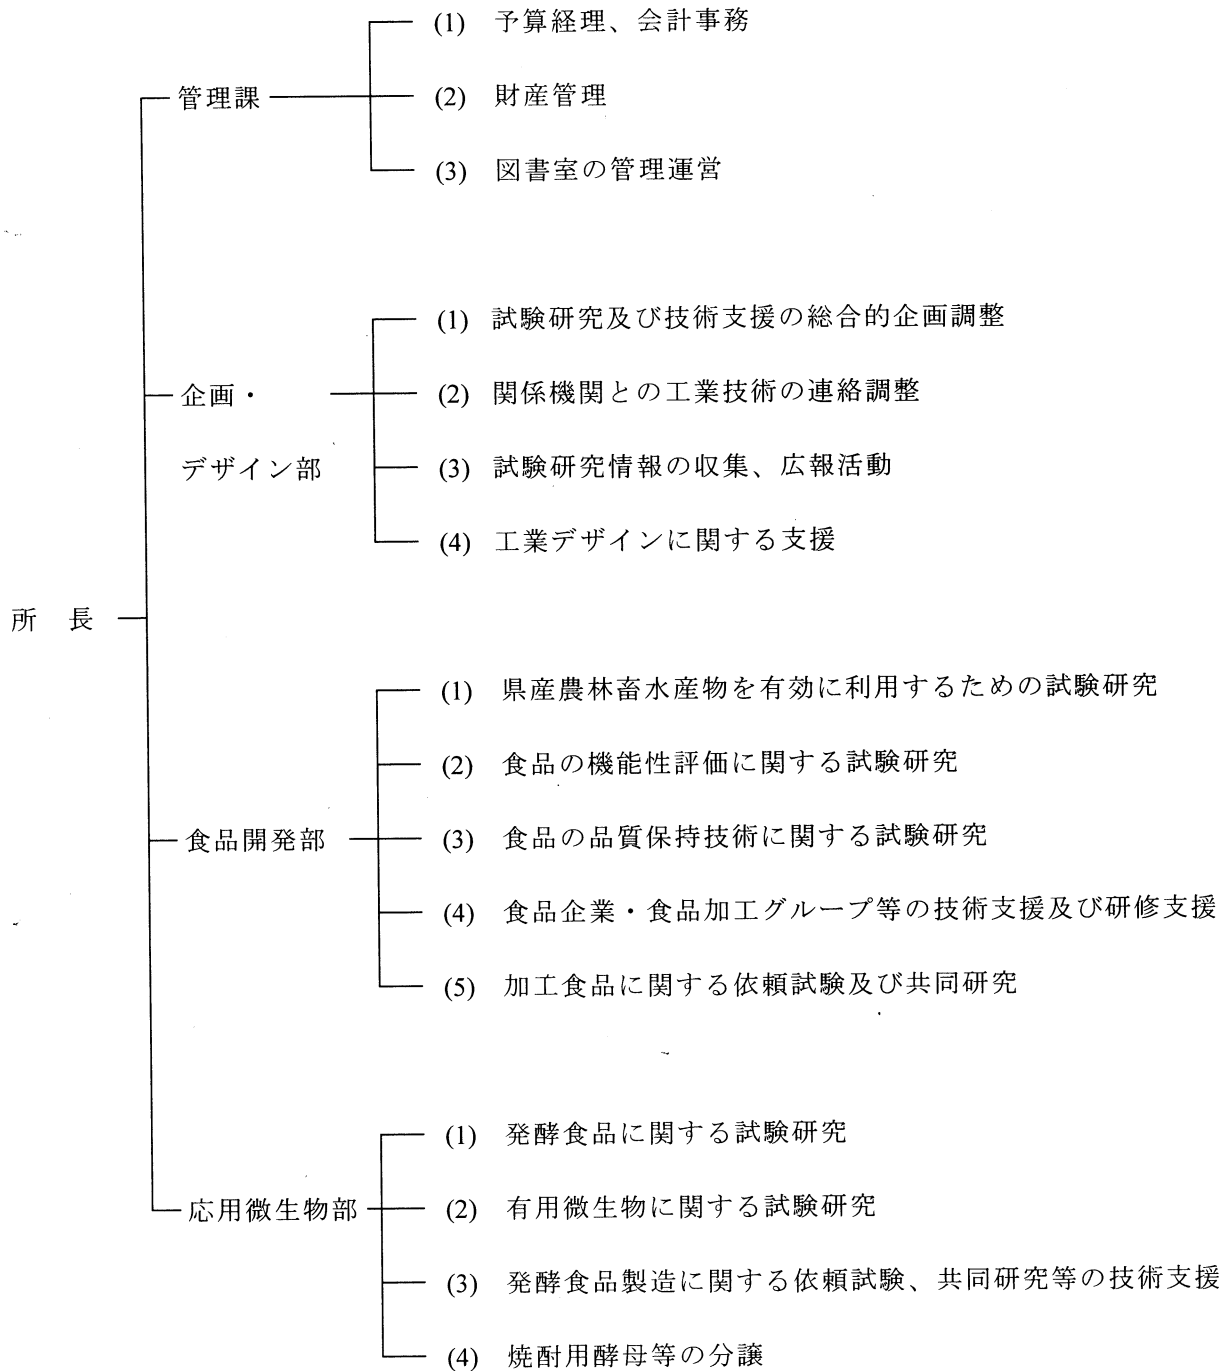 (1) 予算経理、会計事務
管理課 (2) 財産管理
(3) 図書室の管理運営
(1) 試験研究及び技術支援の総合的企画調整
企画・ (2) 関係機関との工業技術の連絡調整
デザイン部 (3) 試験研究情報の収集、広報活動
(4) 工業デザインに関する支援
所 長
(1) 県産農林畜水産物を有効に利用するための試験研究
(2) 食品の機能性評価に関する試験研究
食品開発部 (3) 食品の品質保持技術に関する試験研究
(4) 食品企業・食品加工グループ等の技術支援及び研修支援
(5) 加工食品に関する依頼試験及び共同研究
(1) 発酵食品に関する試験研究
応用微生物部 (2) 有用微生物に関する試験研究
(3) 発酵食品製造に関する依頼試験、共同研究等の技術支援
(4) 焼酎用酵母等の分譲